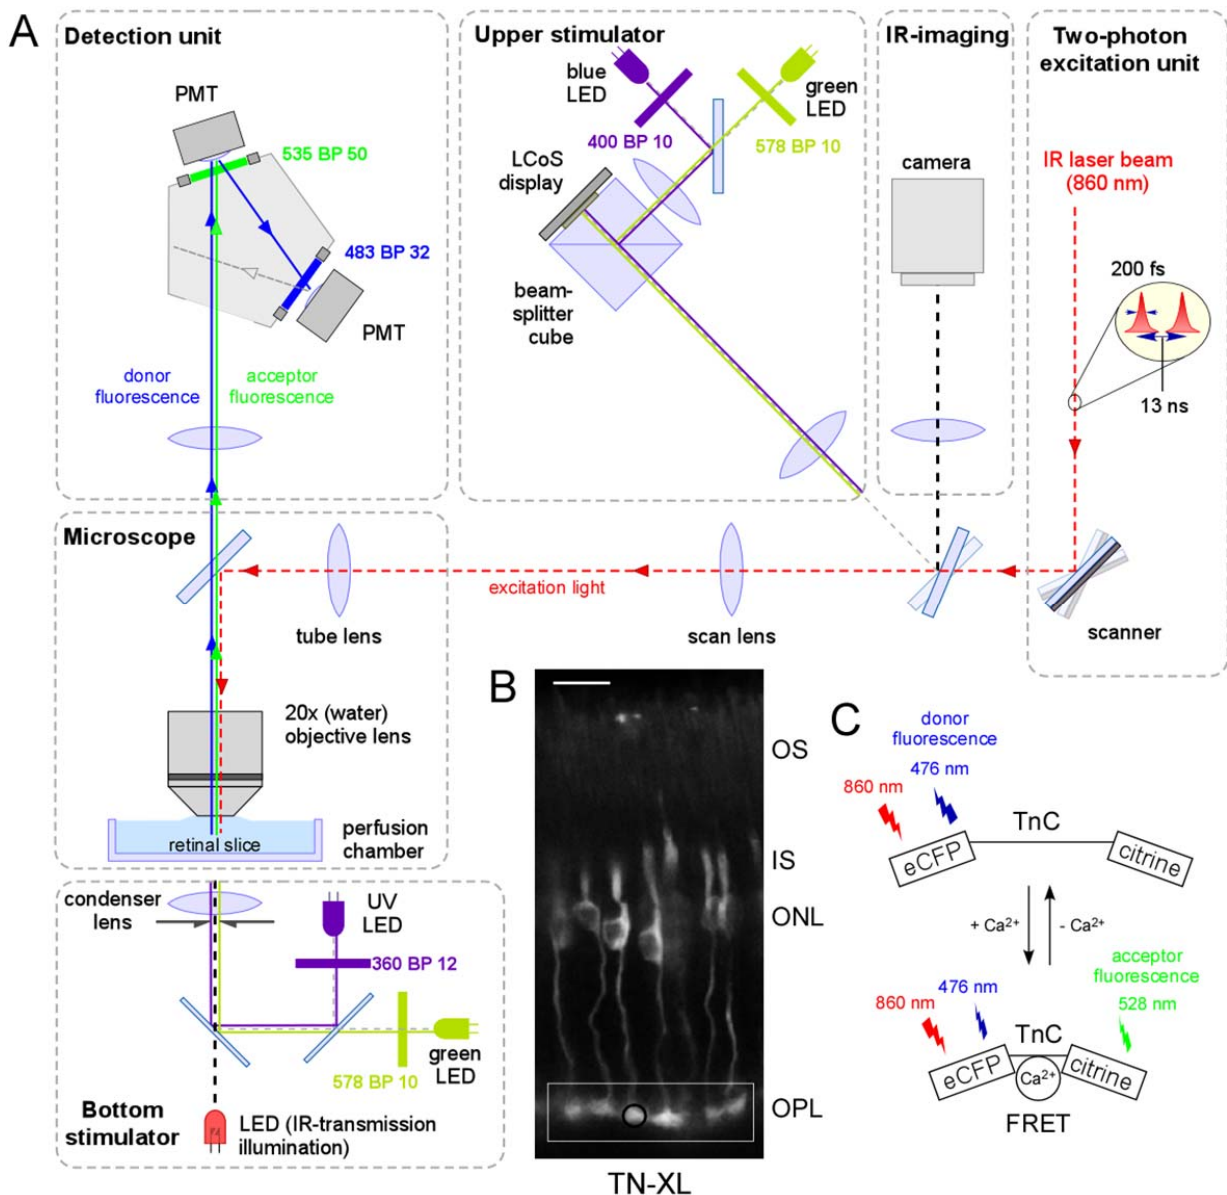 A
Detection unit
PMT
535 BP 50
483 BP 32
PMT
donor
fluorescence
acceptor
fluorescence
Upper stimulator
blue
LED
green
LED
400 BP 10
578 BP 10
LCoS
display
beam-
splitter
cube
IR-imaging
camera
Two-photon
excitation unit
IR laser beam
(860 nm)
200 fs
13 ns
scanner
Microscope
excitation light
tube lens
scan lens
20x (water)
objective lens
retinal slice
perfusion
chamber
condenser
lens
UV
LED
360 BP 12
green
LED
578 BP 10
Bottom
stimulator
LED (IR-transmission
illumination)
B
OS
IS
ONL
OPL
TN-XL
C
donor
fluorescence
476 nm
860 nm
TnC
eCFP
citrine
+ Ca²⁺
- Ca²⁺
acceptor
fluorescence
528 nm
476 nm
860 nm
TnC
eCFP
Ca²⁺
citrine
FRET